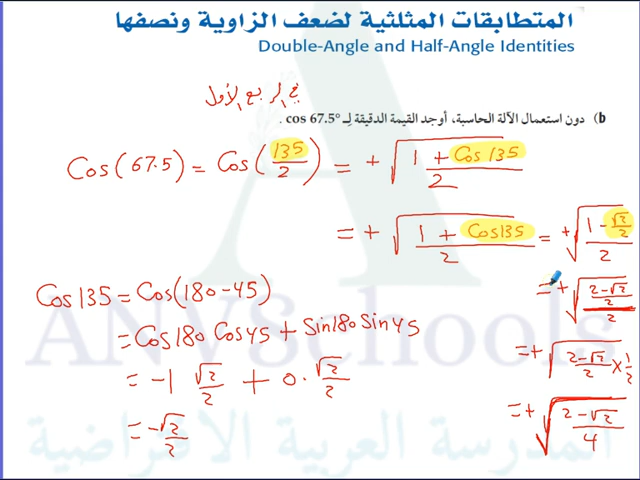 المتطابقات المثلثية لضعف الزاوية ونصفها
Double-Angle and Half-Angle Identities
في الربع الأول
b) دون استعمال الآلة الحاسبة، أوجد القيمة الدقيقة لِـ cos 67.5° .
Cos(67.5) = Cos(135/2) = +√((1 + Cos 135)/2)
= +√((1 + Cos135)/2) = +√((1 - √2/2)/2)
= +√(((2-√2)/2)/2)
= +√((2-√2)/2 × 1/2)
= +√((2-√2)/4)
Cos 135 = Cos(180 - 45)
= Cos180 Cos45 + Sin180 Sin45
= -1 √2/2 + 0 . √2/2
= -√2/2
ANV Schools
المدرسة العربية الافتراضية